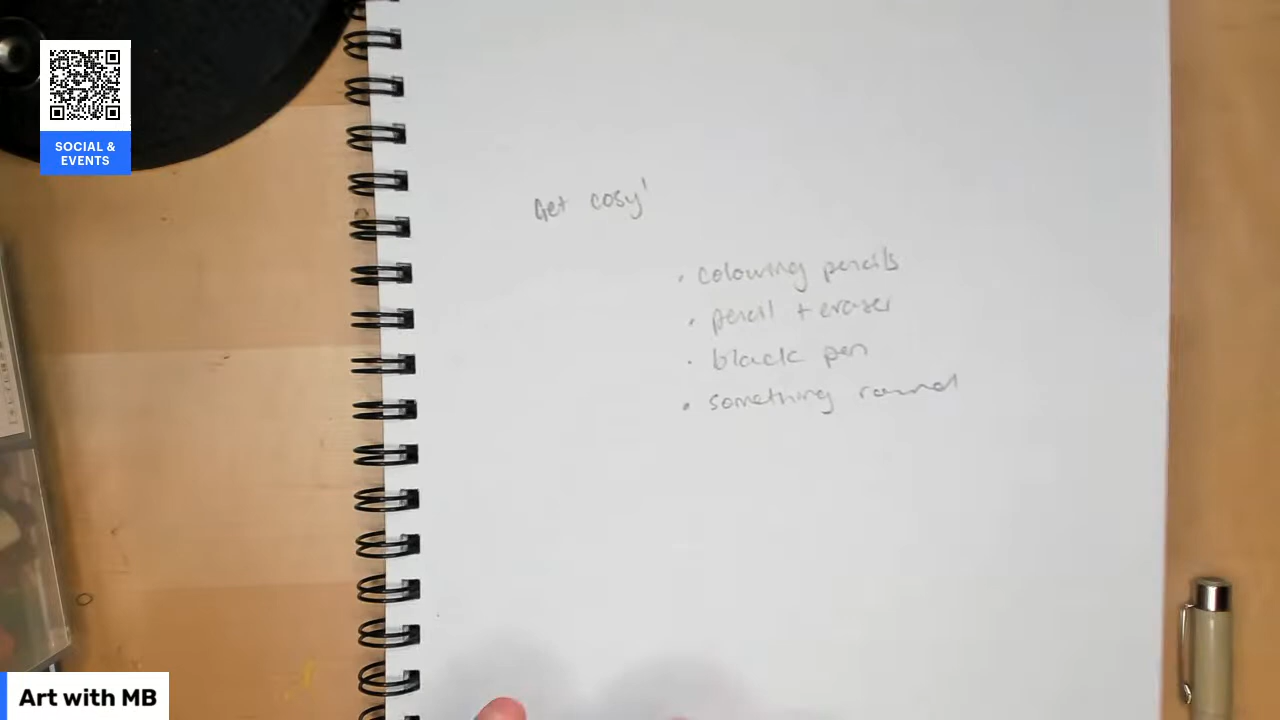 SOCIAL &
EVENTS
Get cosy!
• colouring pencils
• pencil + eraser
• black pen
• something round
Art with MB